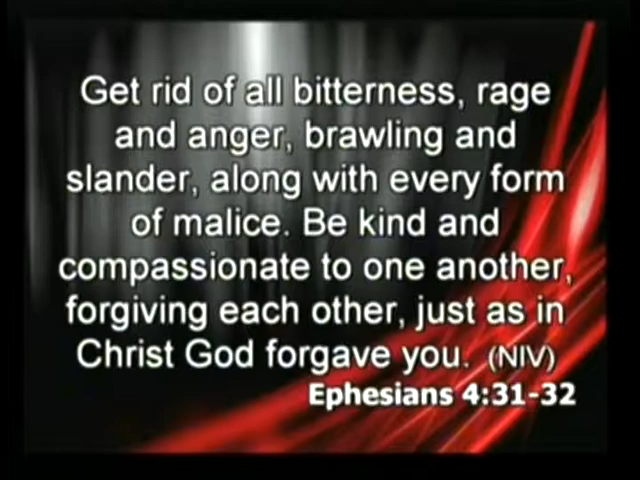 Get rid of all bitterness, rage
and anger, brawling and
slander, along with every form
of malice. Be kind and
compassionate to one another,
forgiving each other, just as in
Christ God forgave you. (NIV)
Ephesians 4:31-32